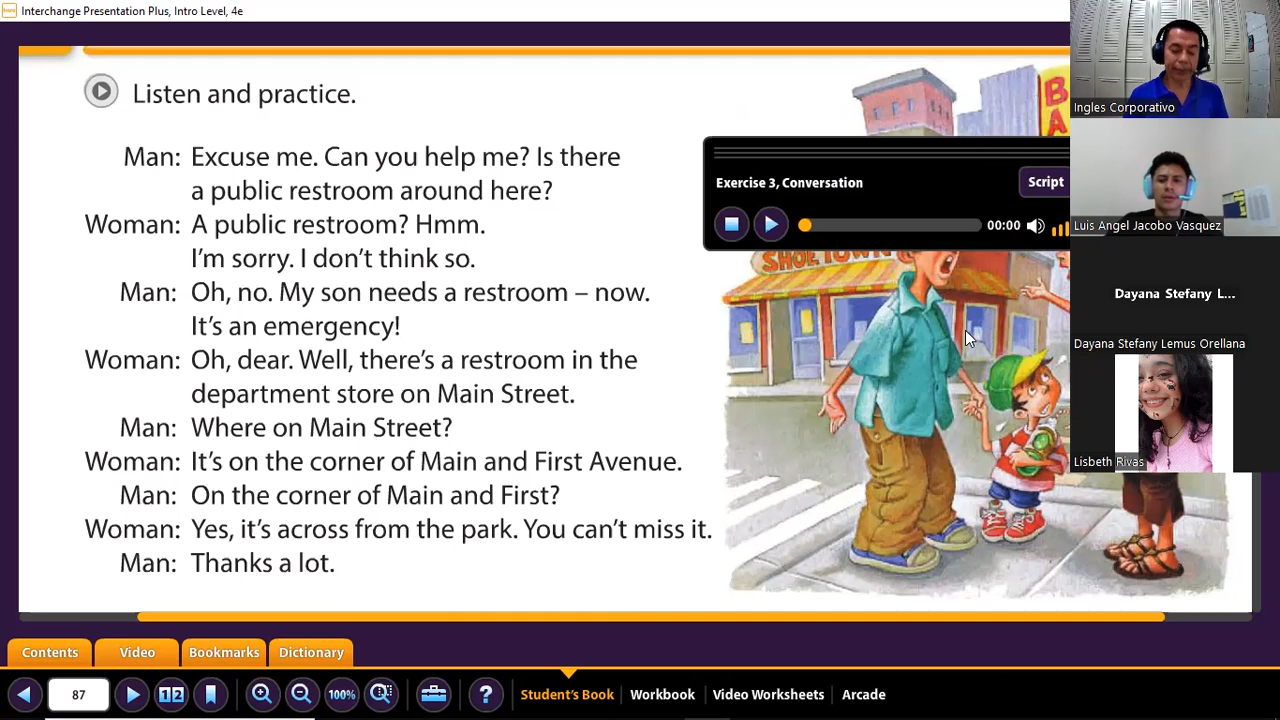 Interchange Presentation Plus, Intro Level, 4e
Listen and practice.
Man: Excuse me. Can you help me? Is there
a public restroom around here?
Woman: A public restroom? Hmm.
I'm sorry. I don't think so.
Man: Oh, no. My son needs a restroom – now.
It's an emergency!
Woman: Oh, dear. Well, there's a restroom in the
department store on Main Street.
Man: Where on Main Street?
Woman: It's on the corner of Main and First Avenue.
Man: On the corner of Main and First?
Woman: Yes, it's across from the park. You can't miss it.
Man: Thanks a lot.
Exercise 3, Conversation
Script
00:00
SHOE TOWN
Ingles Corporativo
Luis Angel Jacobo Vasquez
Dayana Stefany L...
Dayana Stefany Lemus Orellana
Lisbeth Rivas
Contents
Video
Bookmarks
Dictionary
87
1 2
100%
?
Student's Book
Workbook
Video Worksheets
Arcade